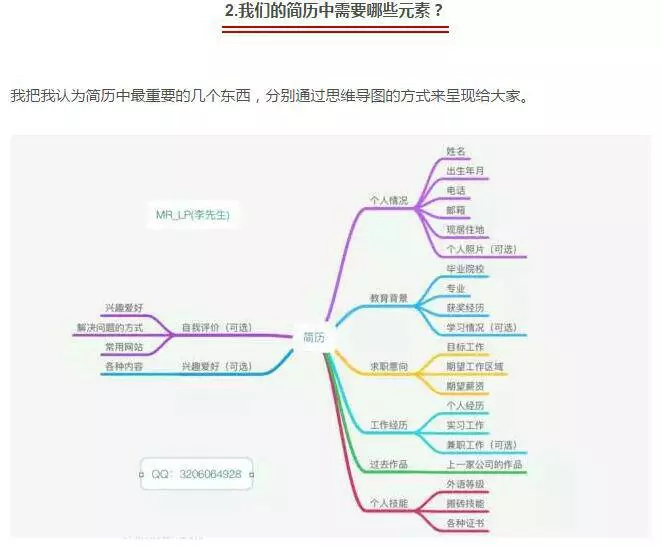 2.我们的简历中需要哪些元素？
我把我认为简历中最重要的几个东西，分别通过思维导图的方式来呈现给大家。
MR_LP(李先生)
简历
个人情况
姓名
出生年月
电话
邮箱
现居住地
个人照片（可选）
教育背景
毕业院校
专业
获奖经历
学习情况（可选）
求职意向
目标工作
期望工作区域
期望薪资
工作经历
个人经历
实习工作
兼职工作（可选）
过去作品
上一家公司的作品
个人技能
外语等级
搬砖技能
各种证书
自我评价（可选）
兴趣爱好
解决问题的方式
常用网站
兴趣爱好（可选）
各种内容
QQ：3206064928